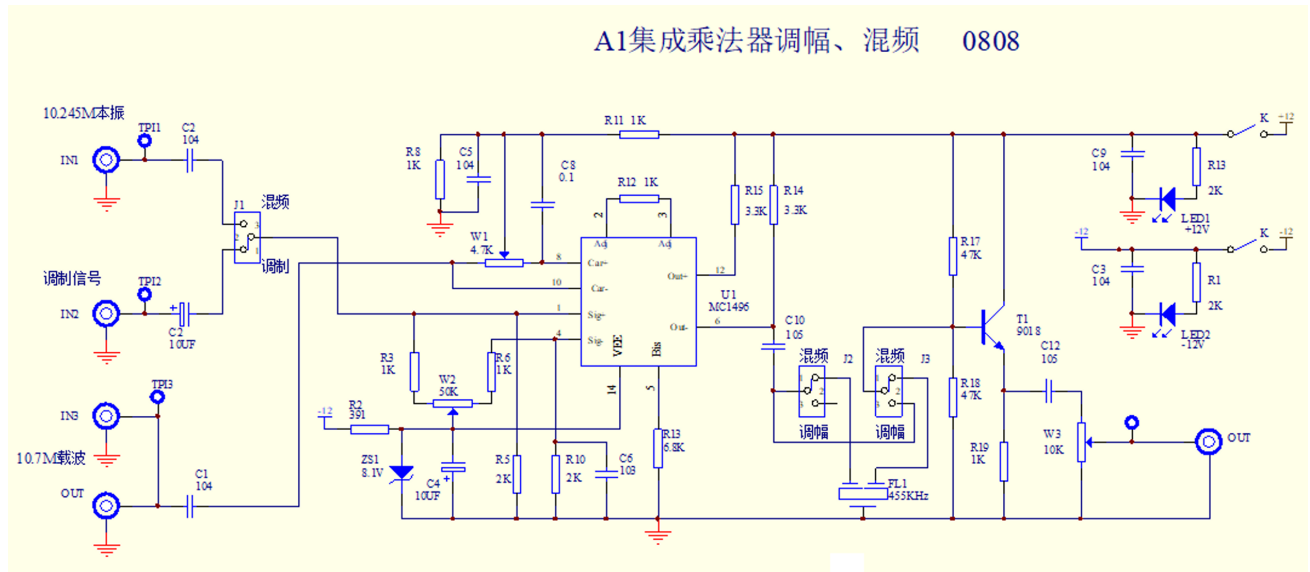 A1集成乘法器调幅、混频 0808
10.245M本振
TPI1
C2
104
IN1
J1
混频
3
2
1
调制
调制信号
TPI2
IN2
+
C2
10UF
TPI3
IN3
10.7M载波
OUT
C1
104
R11 1K
R8
1K
C5
104
C8
0.1
R12 1K
2
3
W1
4.7K
Adj
Adj
8
Car+
10
Car-
1
Sig+
4
Sig-
VEE
Bis
14
5
Out+
12
Out-
6
U1
MC1496
R15
3.3K
R14
3.3K
R3
1K
W2
50K
R6
1K
-12
R2
391
ZS1
8.1V
C4
10UF
+
R5
2K
R10
2K
C6
103
R13
6.8K
C10
105
混频
J2
1
2
3
调幅
混频
J3
1
2
3
调幅
FL1
455KHz
R17
47K
R18
47K
T1
9018
C12
105
R19
1K
W3
10K
OUT
K
+12
C9
104
R13
2K
LED1
+12V
-12
K
-12
C3
104
R1
2K
LED2
-12V